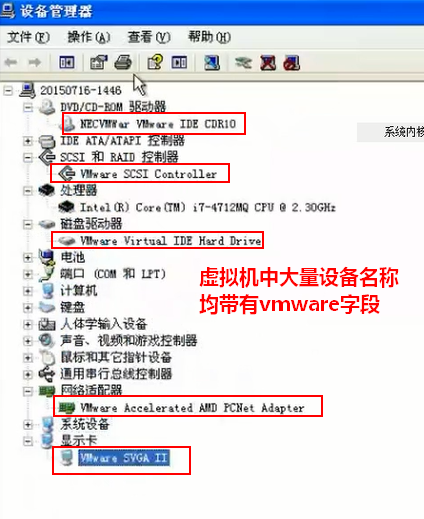 设备管理器
文件(F) 操作(A) 查看(V) 帮助(H)
20150716-1446
DVD/CD-ROM 驱动器
NECVMWar VMware IDE CDR10
系统内核
IDE ATA/ATAPI 控制器
SCSI 和 RAID 控制器
VMware SCSI Controller
处理器
Intel(R) Core(TM) i7-4712MQ CPU @ 2.30GHz
磁盘驱动器
VMware Virtual IDE Hard Drive
电池
端口 (COM 和 LPT)
计算机
键盘
人体学输入设备
声音、视频和游戏控制器
鼠标和其它指针设备
通用串行总线控制器
网络适配器
VMware Accelerated AMD PCNet Adapter
系统设备
显示卡
VMware SVGA II
虚拟机中大量设备名称
均带有vmware字段